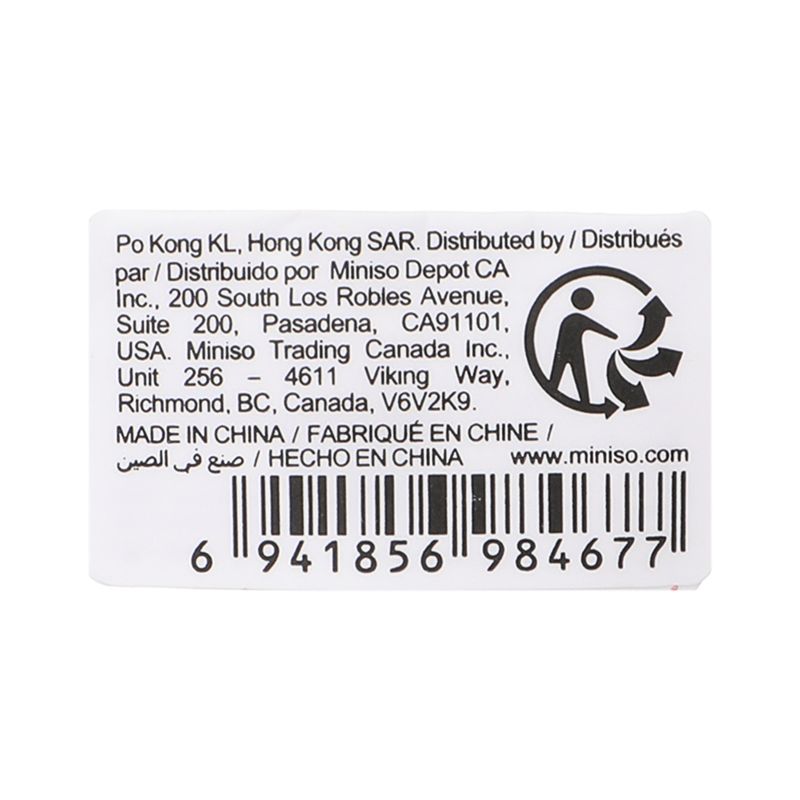 Po Kong KL, Hong Kong SAR. Distributed by / Distribués
par / Distribuido por Miniso Depot CA
Inc., 200 South Los Robles Avenue,
Suite 200, Pasadena, CA91101,
USA. Miniso Trading Canada Inc.,
Unit 256 – 4611 Viking Way,
Richmond, BC, Canada, V6V2K9.
MADE IN CHINA / FABRIQUÉ EN CHINE /
صنع في الصين / HECHO EN CHINA www.miniso.com
6 941856 984677